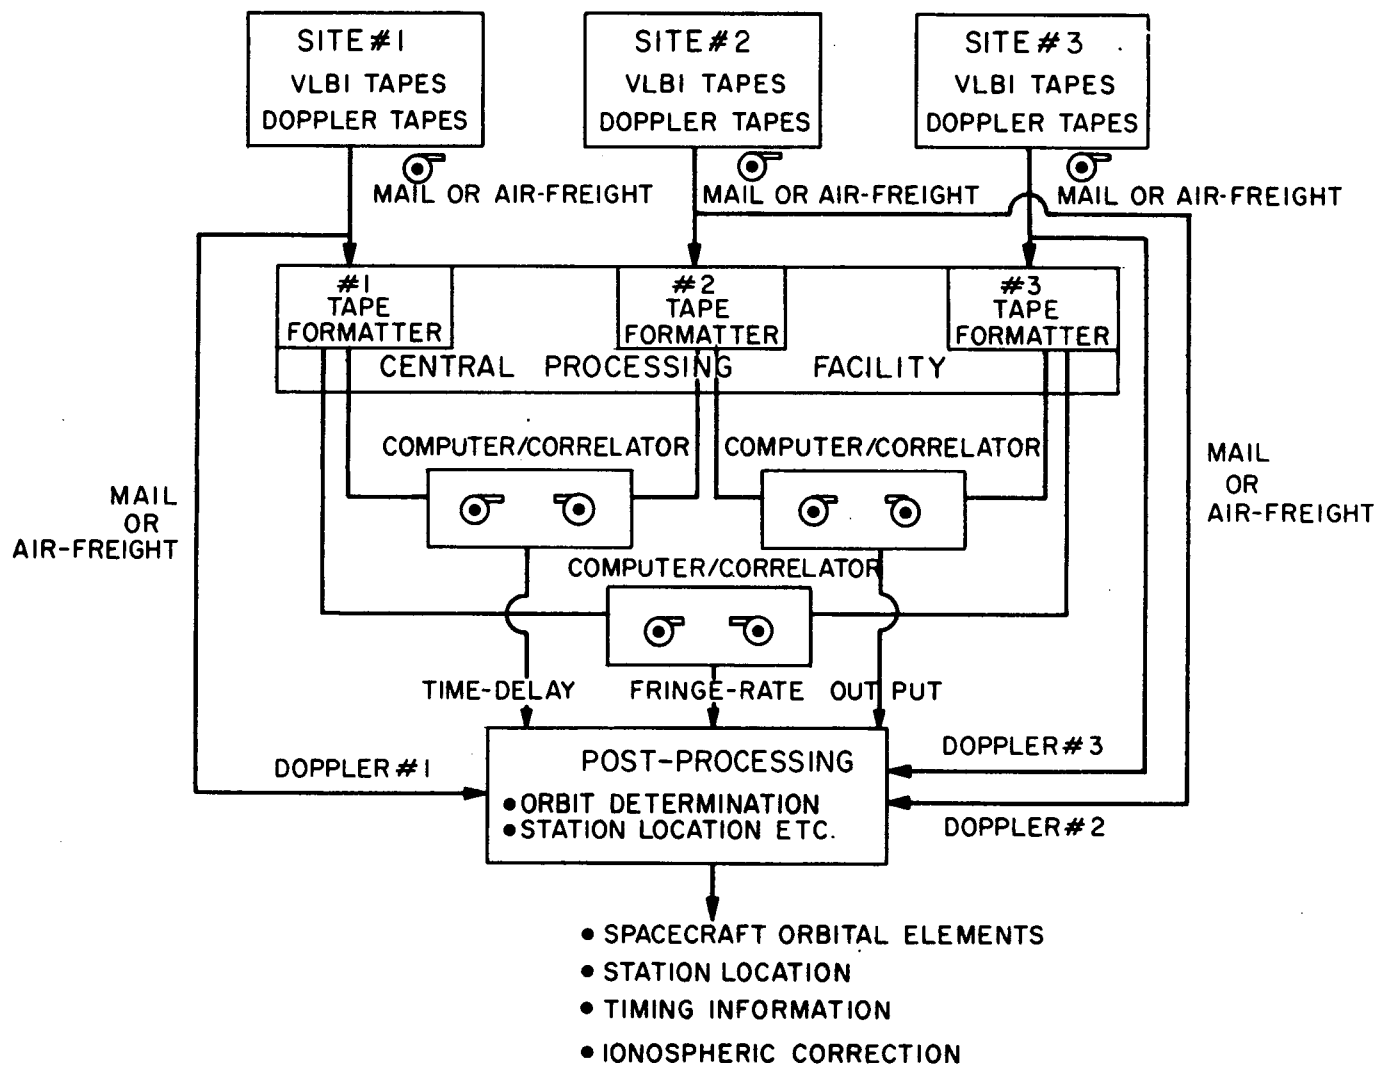 SITE #1
VLBI TAPES
DOPPLER TAPES
SITE #2
VLBI TAPES
DOPPLER TAPES
SITE #3
VLBI TAPES
DOPPLER TAPES
MAIL OR AIR-FREIGHT
MAIL OR AIR-FREIGHT
MAIL OR AIR-FREIGHT
#1
TAPE
FORMATTER
#2
TAPE
FORMATTER
#3
TAPE
FORMATTER
CENTRAL PROCESSING FACILITY
COMPUTER/CORRELATOR
COMPUTER/CORRELATOR
MAIL
OR
AIR-FREIGHT
MAIL
OR
AIR-FREIGHT
COMPUTER/CORRELATOR
TIME-DELAY
FRINGE-RATE
OUTPUT
DOPPLER #1
DOPPLER #3
DOPPLER #2
POST-PROCESSING
● ORBIT DETERMINATION
● STATION LOCATION ETC.
● SPACECRAFT ORBITAL ELEMENTS
● STATION LOCATION
● TIMING INFORMATION
● IONOSPHERIC CORRECTION